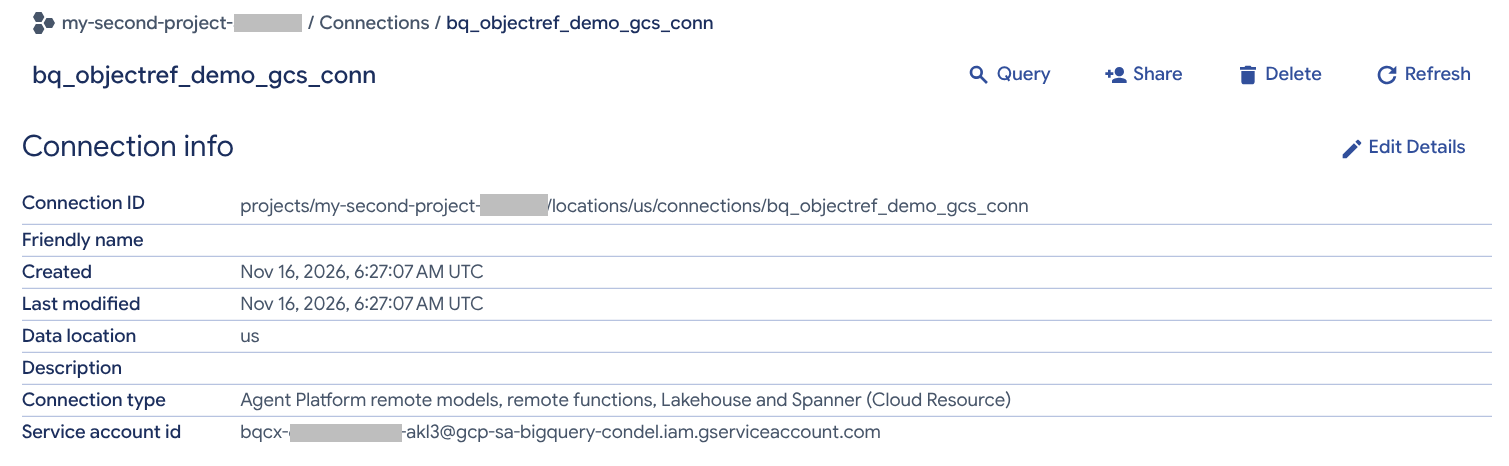 my-second-project- / Connections / bq_objectref_demo_gcs_conn
bq_objectref_demo_gcs_conn Query Share Delete Refresh
Connection info Edit Details
Connection ID projects/my-second-project- /locations/us/connections/bq_objectref_demo_gcs_conn
Friendly name
Created Nov 16, 2026, 6:27:07 AM UTC
Last modified Nov 16, 2026, 6:27:07 AM UTC
Data location us
Description
Connection type Agent Platform remote models, remote functions, Lakehouse and Spanner (Cloud Resource)
Service account id bqcx- -akl3@gcp-sa-bigquery-condel.iam.gserviceaccount.com